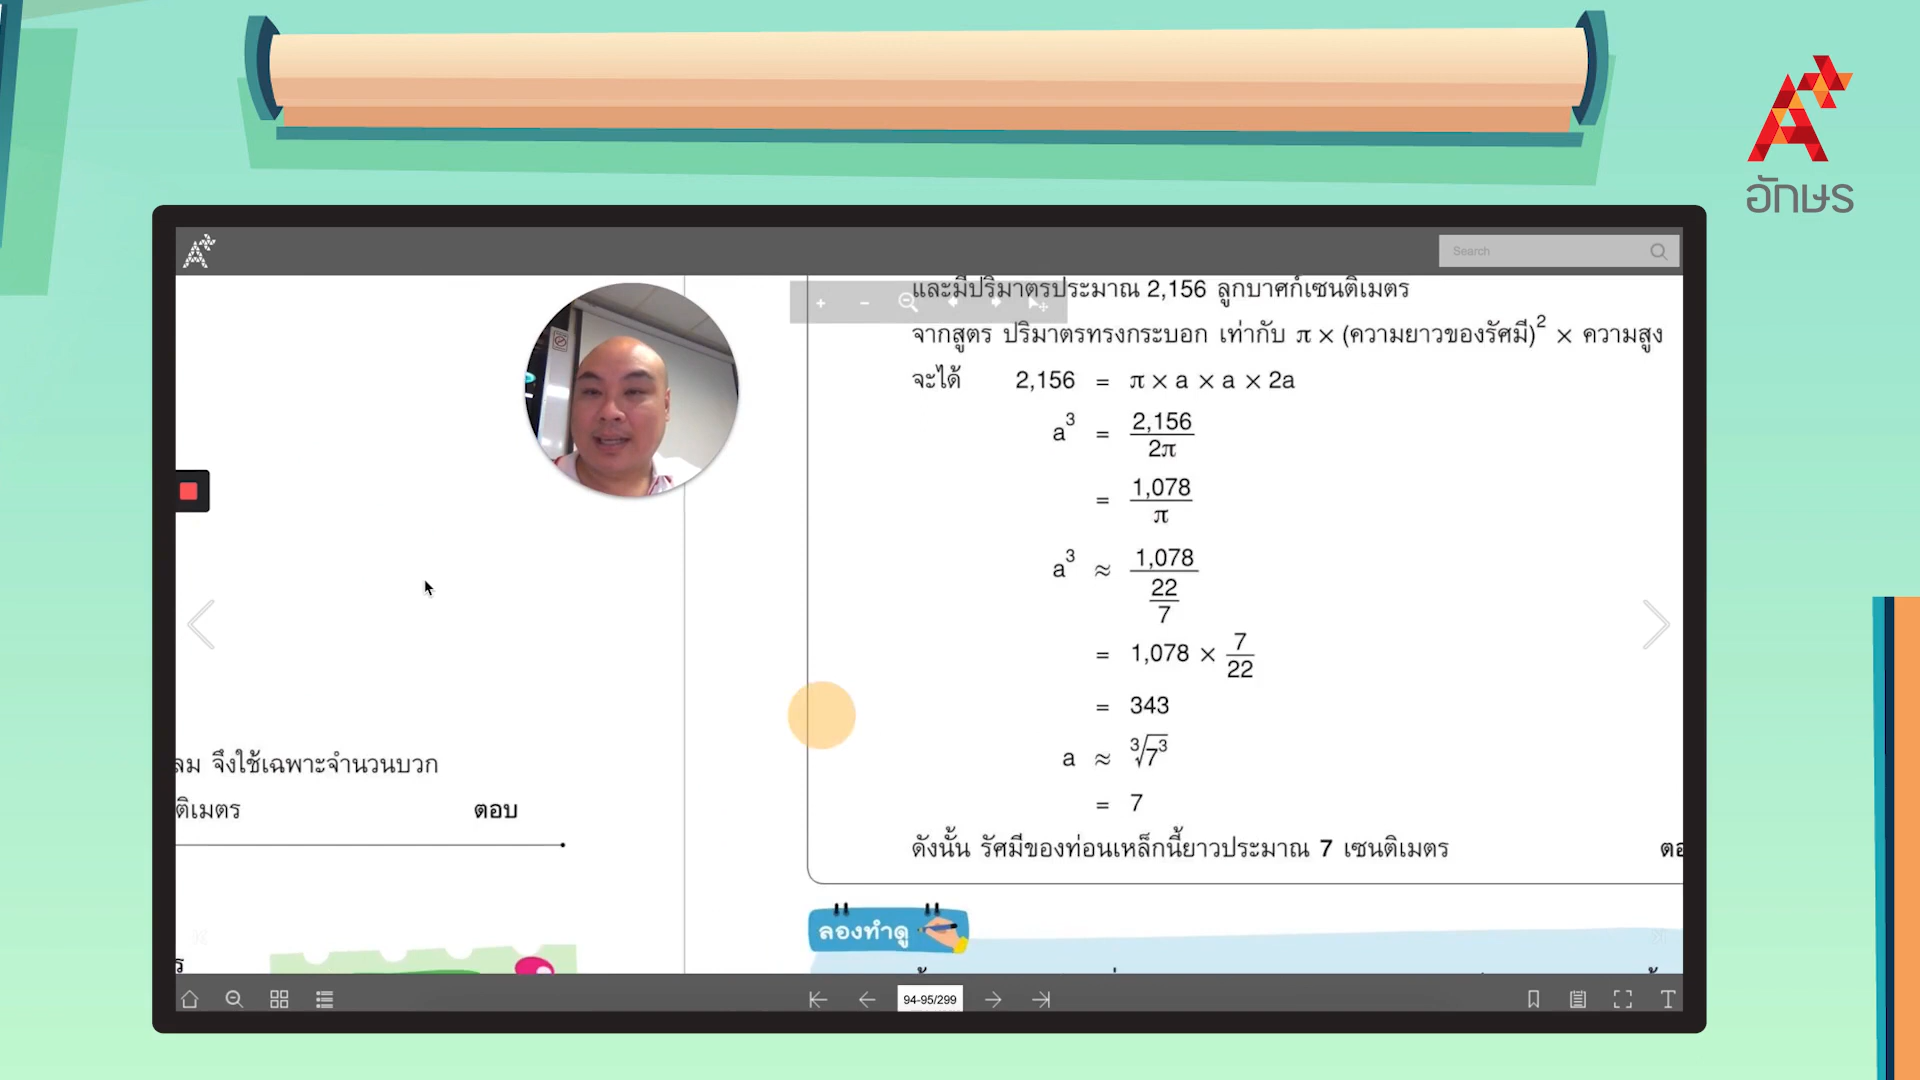 อักษร
Search
และมีปริมาตรประมาณ 2,156 ลูกบาศก์เซนติเมตร
จากสูตร ปริมาตรทรงกระบอก เท่ากับ π × (ความยาวของรัศมี)² × ความสูง
จะได้ 2,156 = π × a × a × 2a
a³ = 2,156/2π
= 1,078/π
a³ ≈ 1,078/(22/7)
= 1,078 × 7/22
= 343
a ≈ ∛7³
= 7
ดังนั้น รัศมีของท่อนเหล็กนี้ยาวประมาณ 7 เซนติเมตร
ลม จึงใช้เฉพาะจำนวนบวก
ติเมตร ตอบ
ลองทำดู
94-95/299